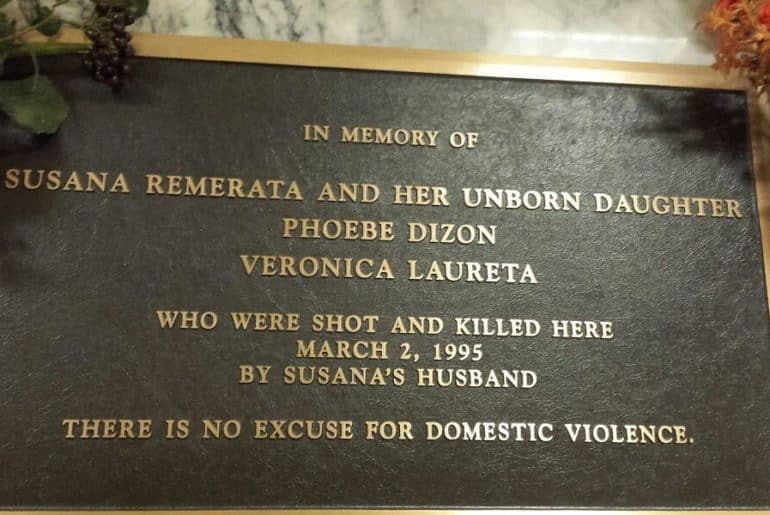 IN MEMORY OF
SUSANA REMERATA AND HER UNBORN DAUGHTER
PHOEBE DIZON
VERONICA LAURETA
WHO WERE SHOT AND KILLED HERE
MARCH 2, 1995
BY SUSANA'S HUSBAND
THERE IS NO EXCUSE FOR DOMESTIC VIOLENCE.